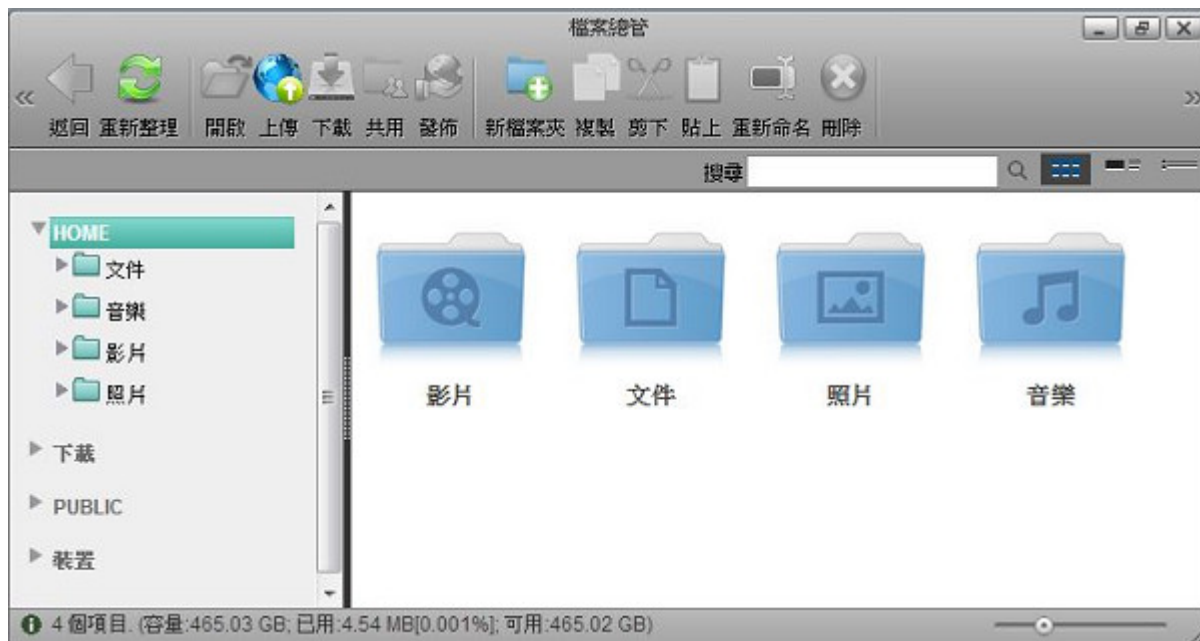 檔案總管
返回 重新整理 開啟 上傳 下載 共用 發佈 新檔案夾 複製 剪下 貼上 重新命名 刪除
搜尋
HOME
文件
音樂
影片
照片
下載
PUBLIC
裝置
影片 文件 照片 音樂
4 個項目. (容量:465.03 GB; 已用:4.54 MB[0.001%]; 可用:465.02 GB)